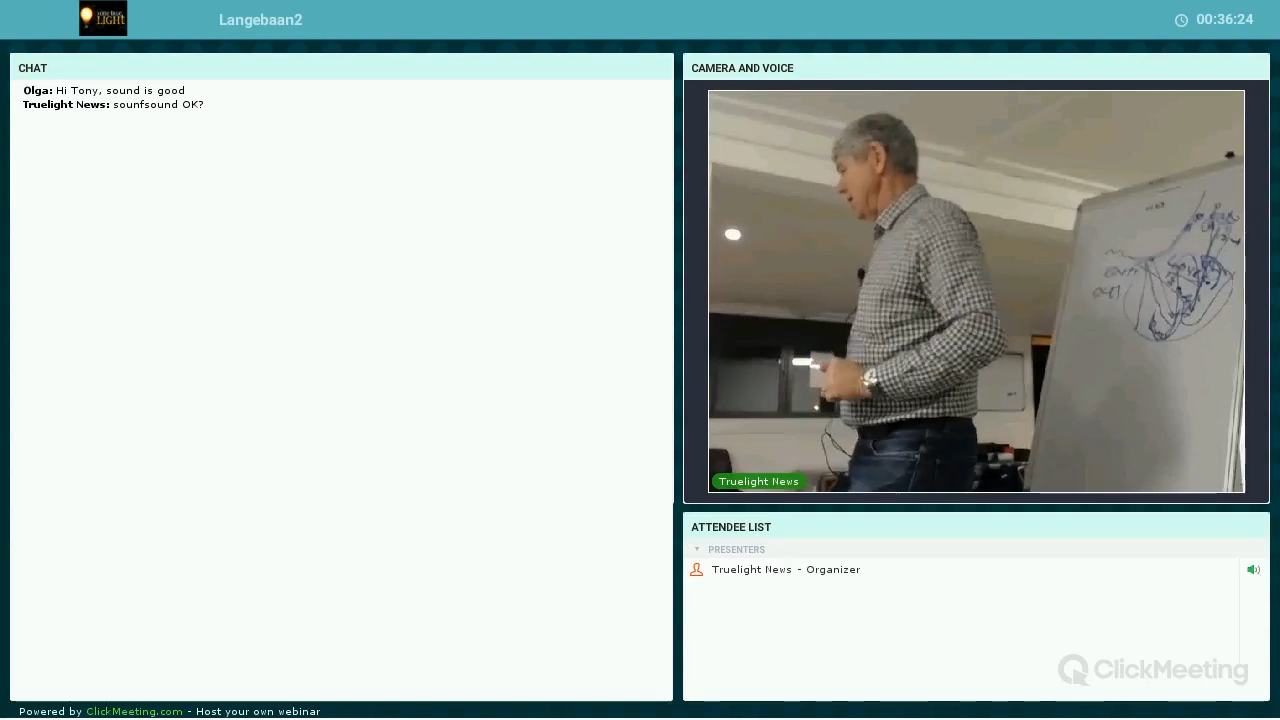 LIGHT
Langebaan2
00:36:24
CHAT
Olga: Hi Tony, sound is good
Truelight News: sounfsound OK?
CAMERA AND VOICE
Truelight News
ATTENDEE LIST
PRESENTERS
Truelight News - Organizer
ClickMeeting
Powered by ClickMeeting.com - Host your own webinar